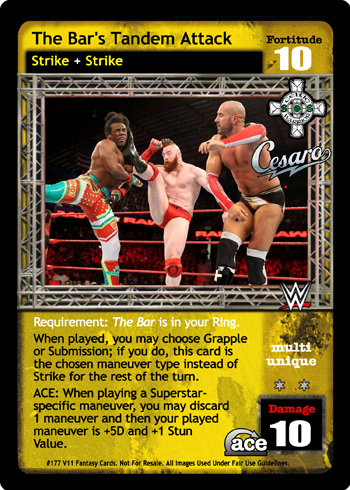 The Bar's Tandem Attack
Fortitude
10
Strike + Strike
Cesaro
Requirement: The Bar is in your Ring.
When played, you may choose Grapple
or Submission; if you do, this card is
the chosen maneuver type instead of
Strike for the rest of the turn.
ACE: When playing a Superstar-
specific maneuver, you may discard
1 maneuver and then your played
maneuver is +5D and +1 Stun
Value.
multi
unique
Damage
10
ace
#177 V11 Fantasy Cards. Not For Resale. All Images Used Under Fair Use Guidelines.